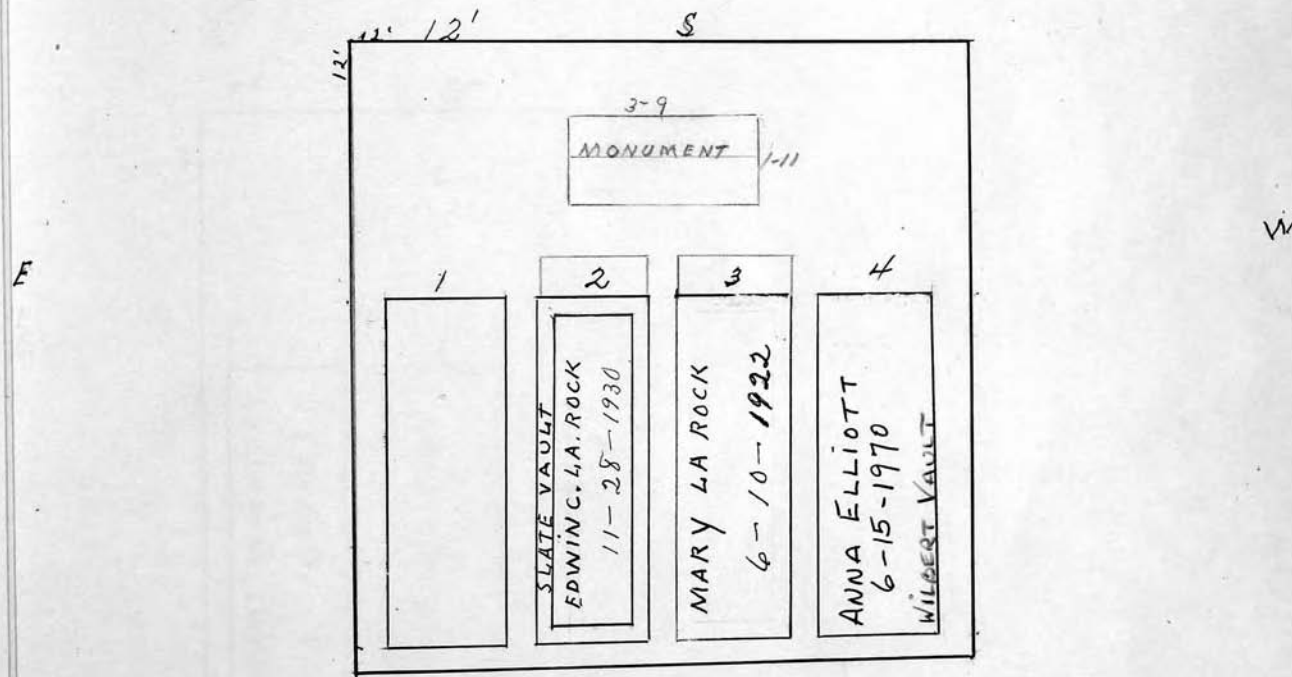 12' 12' S
12'
3-9
MONUMENT
1-11
E
1
2
3
4
SLATE VAULT
EDWIN C. LA. ROCK
11-28-1930
MARY LA ROCK
6-10-1922
ANNA ELLIOTT
6-15-1970
WILBERT VAULT